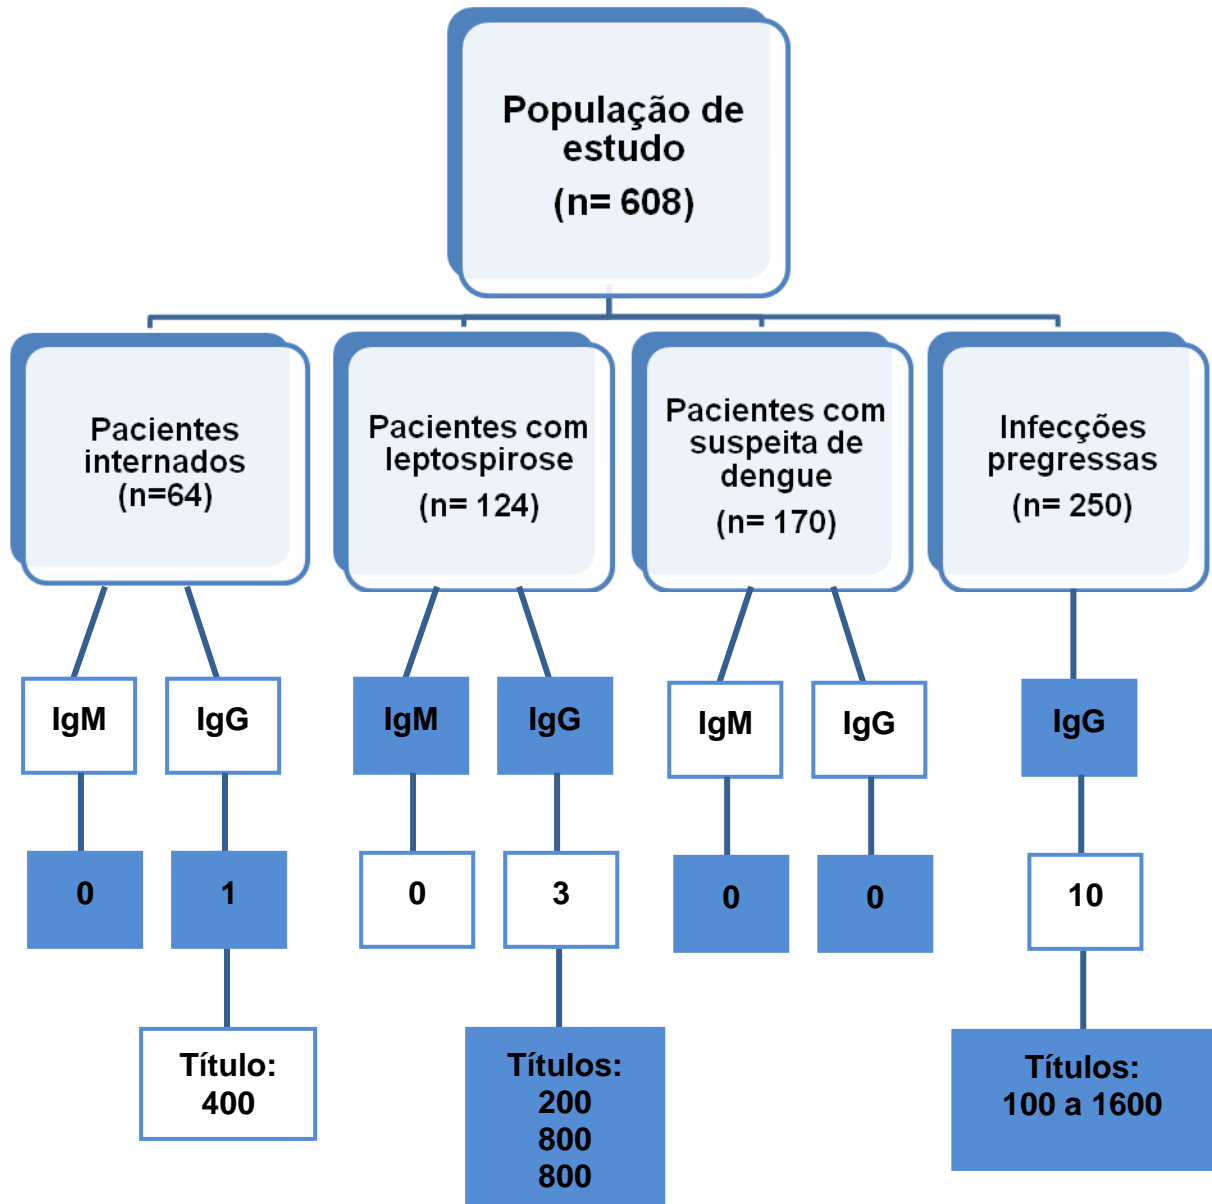 População de
estudo
(n= 608)
Pacientes
internados
(n=64)
Pacientes com
leptospirose
(n= 124)
Pacientes com
suspeita de
dengue
(n= 170)
Infecções
pregressas
(n= 250)
IgM
IgG
IgM
IgG
IgM
IgG
IgG
0
1
0
3
0
0
10
Título:
400
Títulos:
200
800
800
Títulos:
100 a 1600